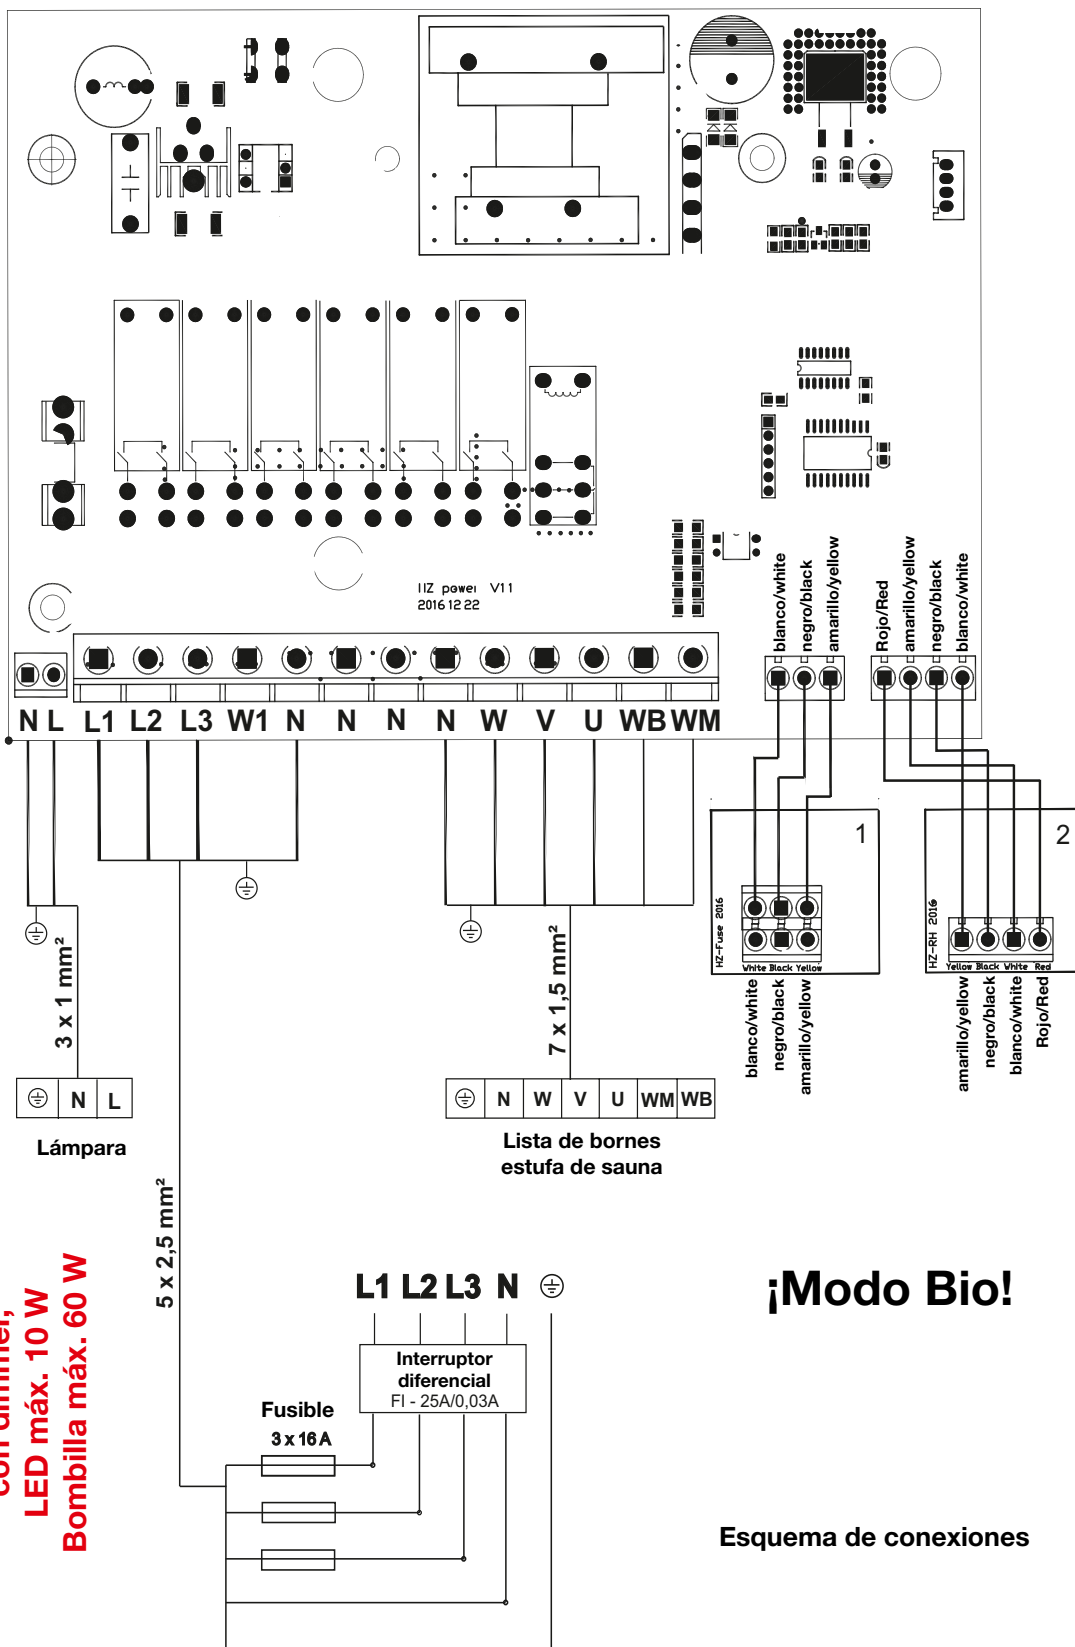 IIZ power V11
2016 12 22
blanco/white
negro/black
amarillo/yellow
Rojo/Red
amarillo/yellow
negro/black
blanco/white
N L L1 L2 L3 W1 N N N N W V U WB WM
1
2
HZ-Fuse 2016
HZ-RH 2016
White Black Yellow
Yellow Black White Red
blanco/white
negro/black
amarillo/yellow
amarillo/yellow
negro/black
blanco/white
Rojo/Red
3 x 1 mm²
7 x 1,5 mm²
N L
Lámpara
N W V U WM WB
Lista de bornes
estufa de sauna
5 x 2,5 mm²
con dimmer,
LED máx. 10 W
Bombilla máx. 60 W
L1 L2 L3 N
¡Modo Bio!
Interruptor
diferencial
FI - 25A/0,03A
Fusible
3 x 16 A
Esquema de conexiones